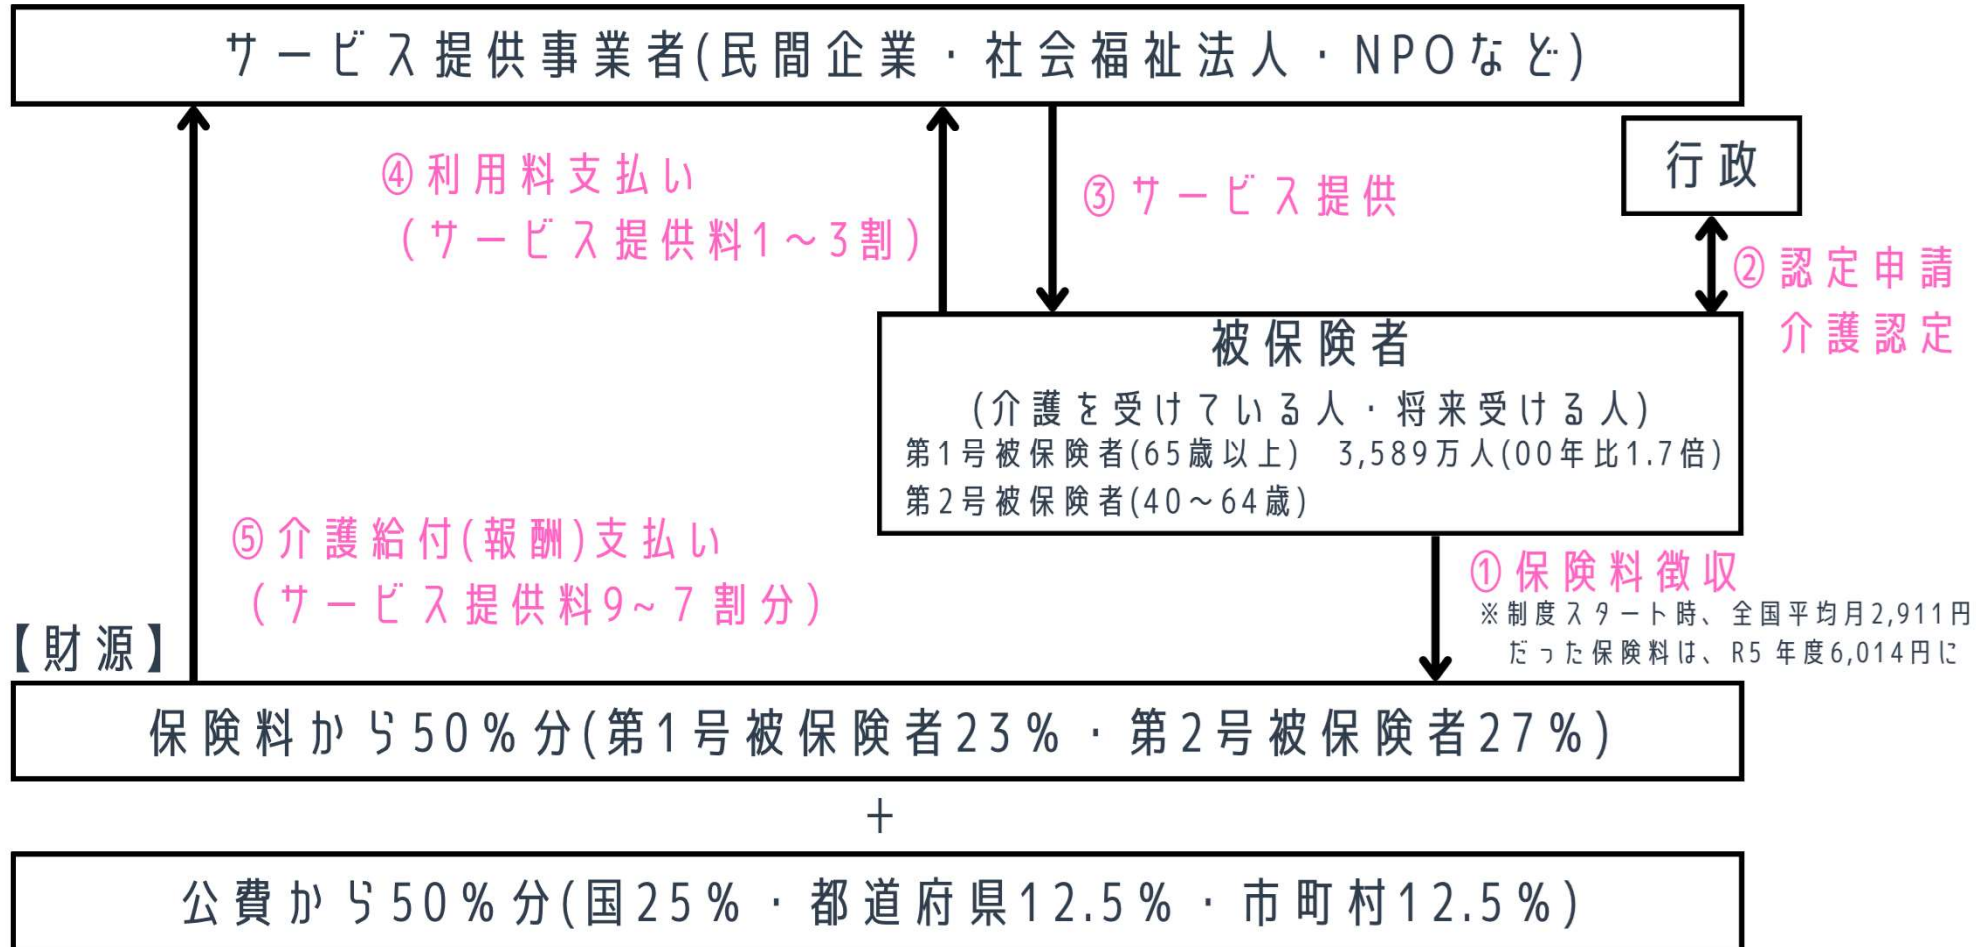 サービス提供事業者(民間企業・社会福祉法人・NPOなど)
行政
④利用料支払い
(サービス提供料1～3割)
③サービス提供
②認定申請
介護認定
被保険者
(介護を受けている人・将来受ける人)
第1号被保険者(65歳以上) 3,589万人(00年比1.7倍)
第2号被保険者(40～64歳)
⑤介護給付(報酬)支払い
(サービス提供料9~7割分)
①保険料徴収
※制度スタート時、全国平均月2,911円
だった保険料は、R5年度6,014円に
【財源】
保険料から50%分(第1号被保険者23%・第2号被保険者27%)
+
公費から50%分(国25%・都道府県12.5%・市町村12.5%)